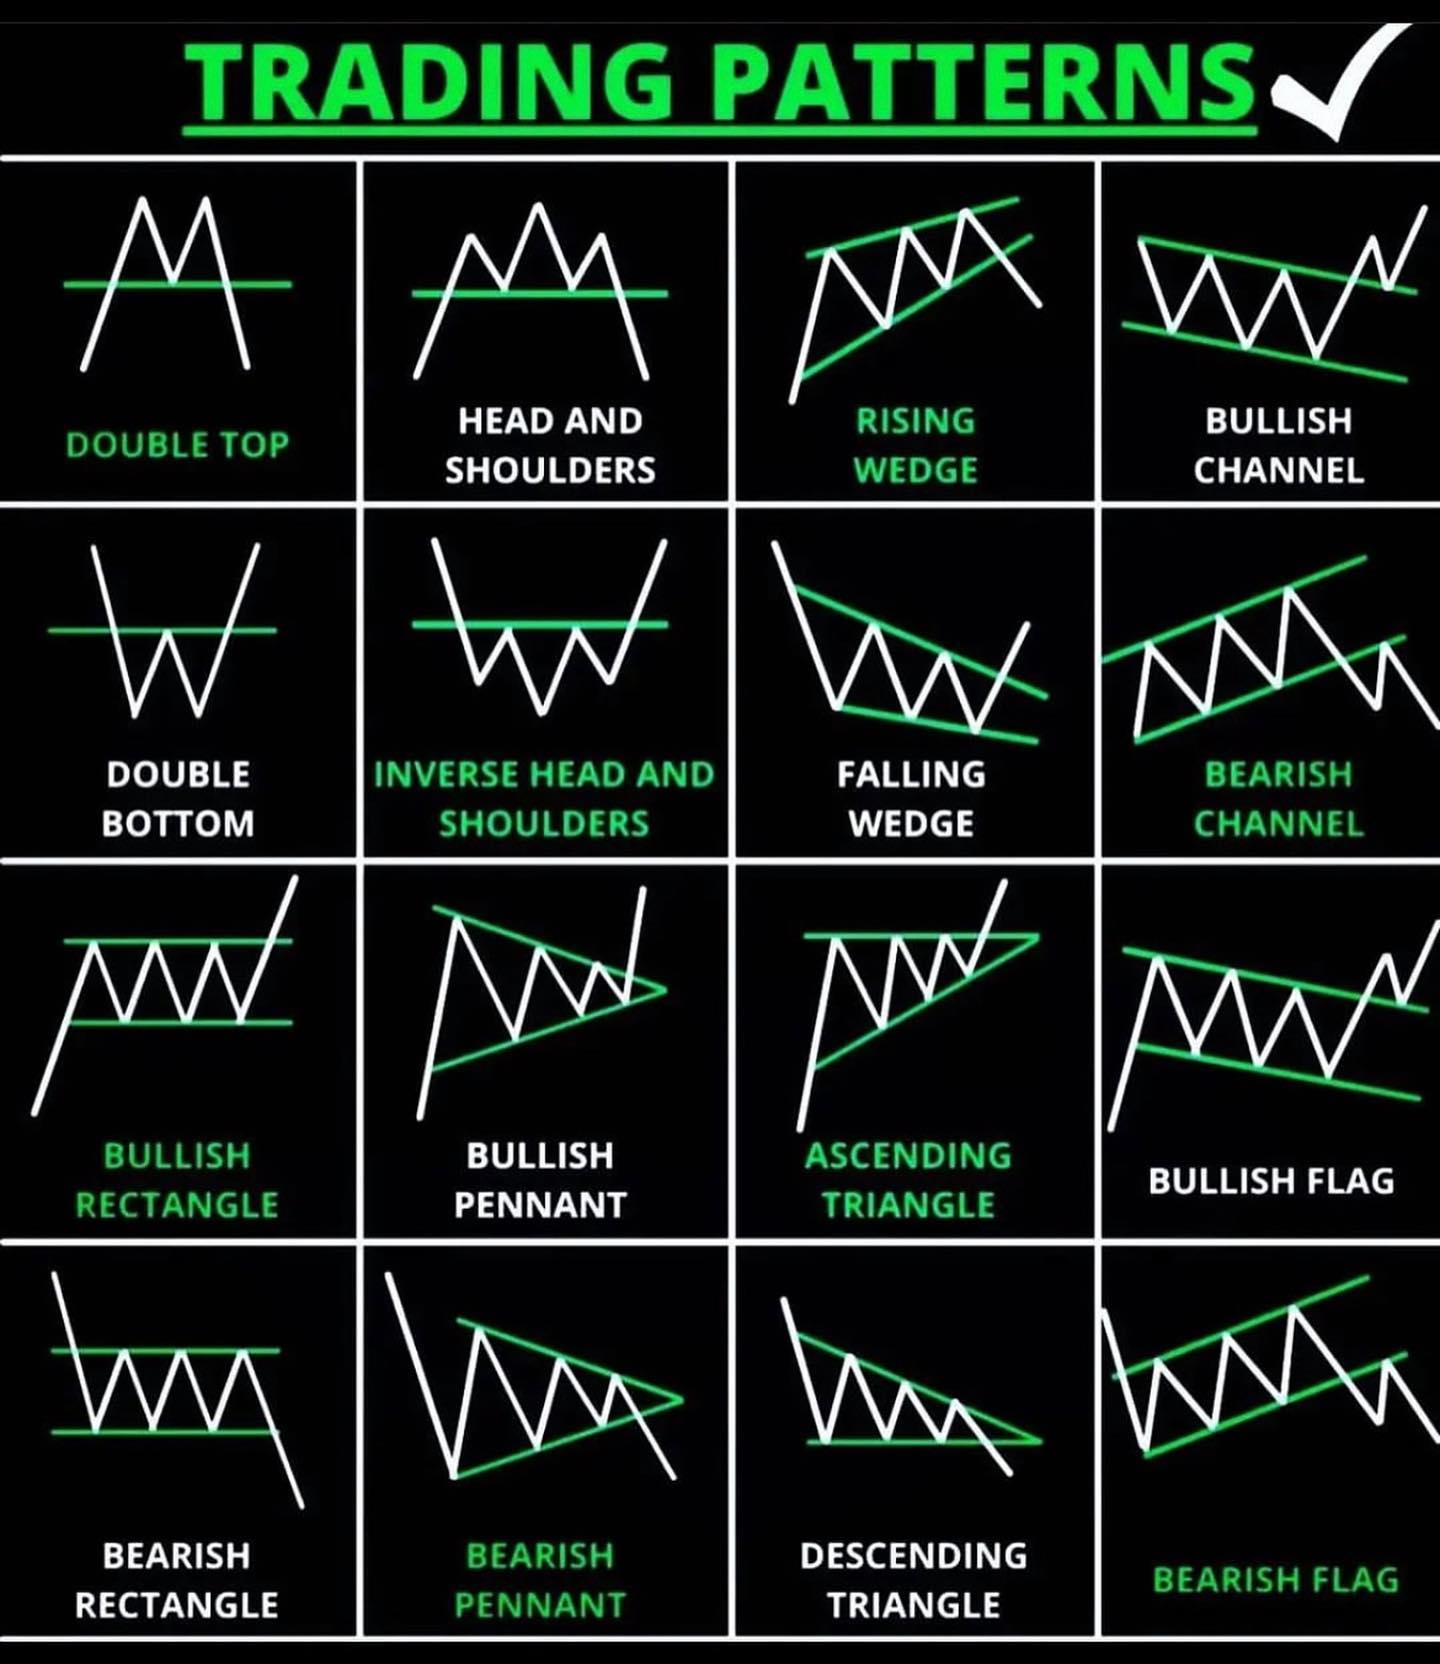 TRADING PATTERNS
DOUBLE TOP
HEAD AND
SHOULDERS
RISING
WEDGE
BULLISH
CHANNEL
DOUBLE
BOTTOM
INVERSE HEAD AND
SHOULDERS
FALLING
WEDGE
BEARISH
CHANNEL
BULLISH
RECTANGLE
BULLISH
PENNANT
ASCENDING
TRIANGLE
BULLISH FLAG
BEARISH
RECTANGLE
BEARISH
PENNANT
DESCENDING
TRIANGLE
BEARISH FLAG